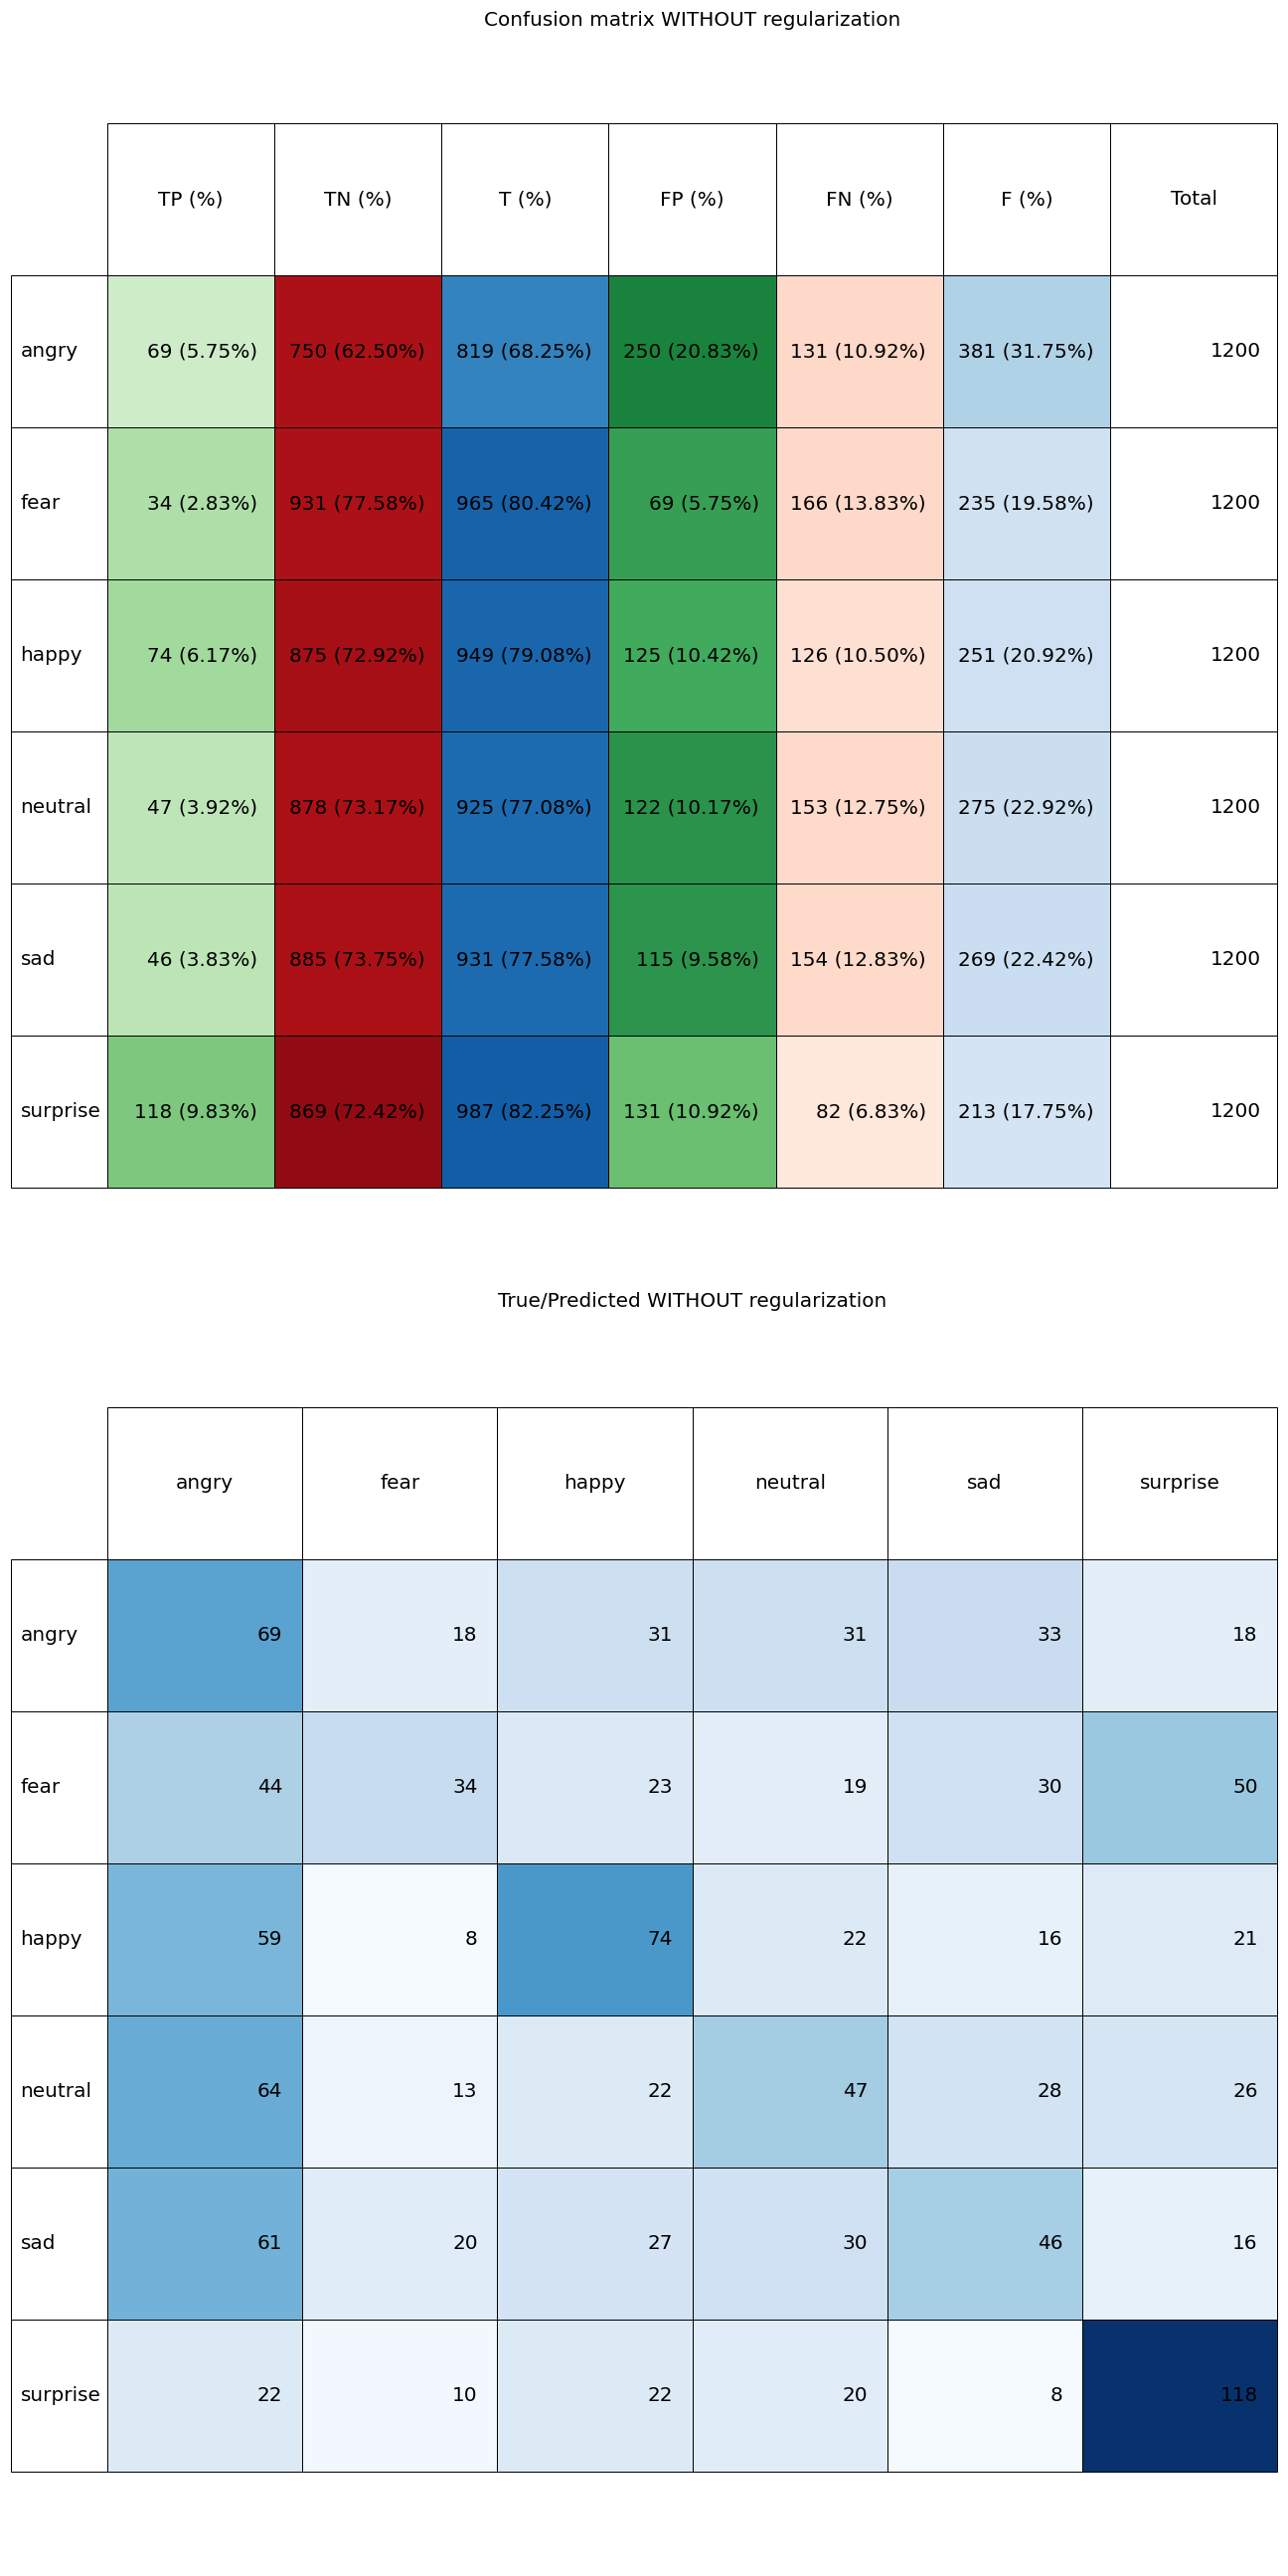 Confusion matrix WITHOUT regularization
TP (%) TN (%) T (%) FP (%) FN (%) F (%) Total
angry 69 (5.75%) 750 (62.50%) 819 (68.25%) 250 (20.83%) 131 (10.92%) 381 (31.75%) 1200
fear 34 (2.83%) 931 (77.58%) 965 (80.42%) 69 (5.75%) 166 (13.83%) 235 (19.58%) 1200
happy 74 (6.17%) 875 (72.92%) 949 (79.08%) 125 (10.42%) 126 (10.50%) 251 (20.92%) 1200
neutral 47 (3.92%) 878 (73.17%) 925 (77.08%) 122 (10.17%) 153 (12.75%) 275 (22.92%) 1200
sad 46 (3.83%) 885 (73.75%) 931 (77.58%) 115 (9.58%) 154 (12.83%) 269 (22.42%) 1200
surprise 118 (9.83%) 869 (72.42%) 987 (82.25%) 131 (10.92%) 82 (6.83%) 213 (17.75%) 1200
True/Predicted WITHOUT regularization
angry fear happy neutral sad surprise
angry 69 18 31 31 33 18
fear 44 34 23 19 30 50
happy 59 8 74 22 16 21
neutral 64 13 22 47 28 26
sad 61 20 27 30 46 16
surprise 22 10 22 20 8 118